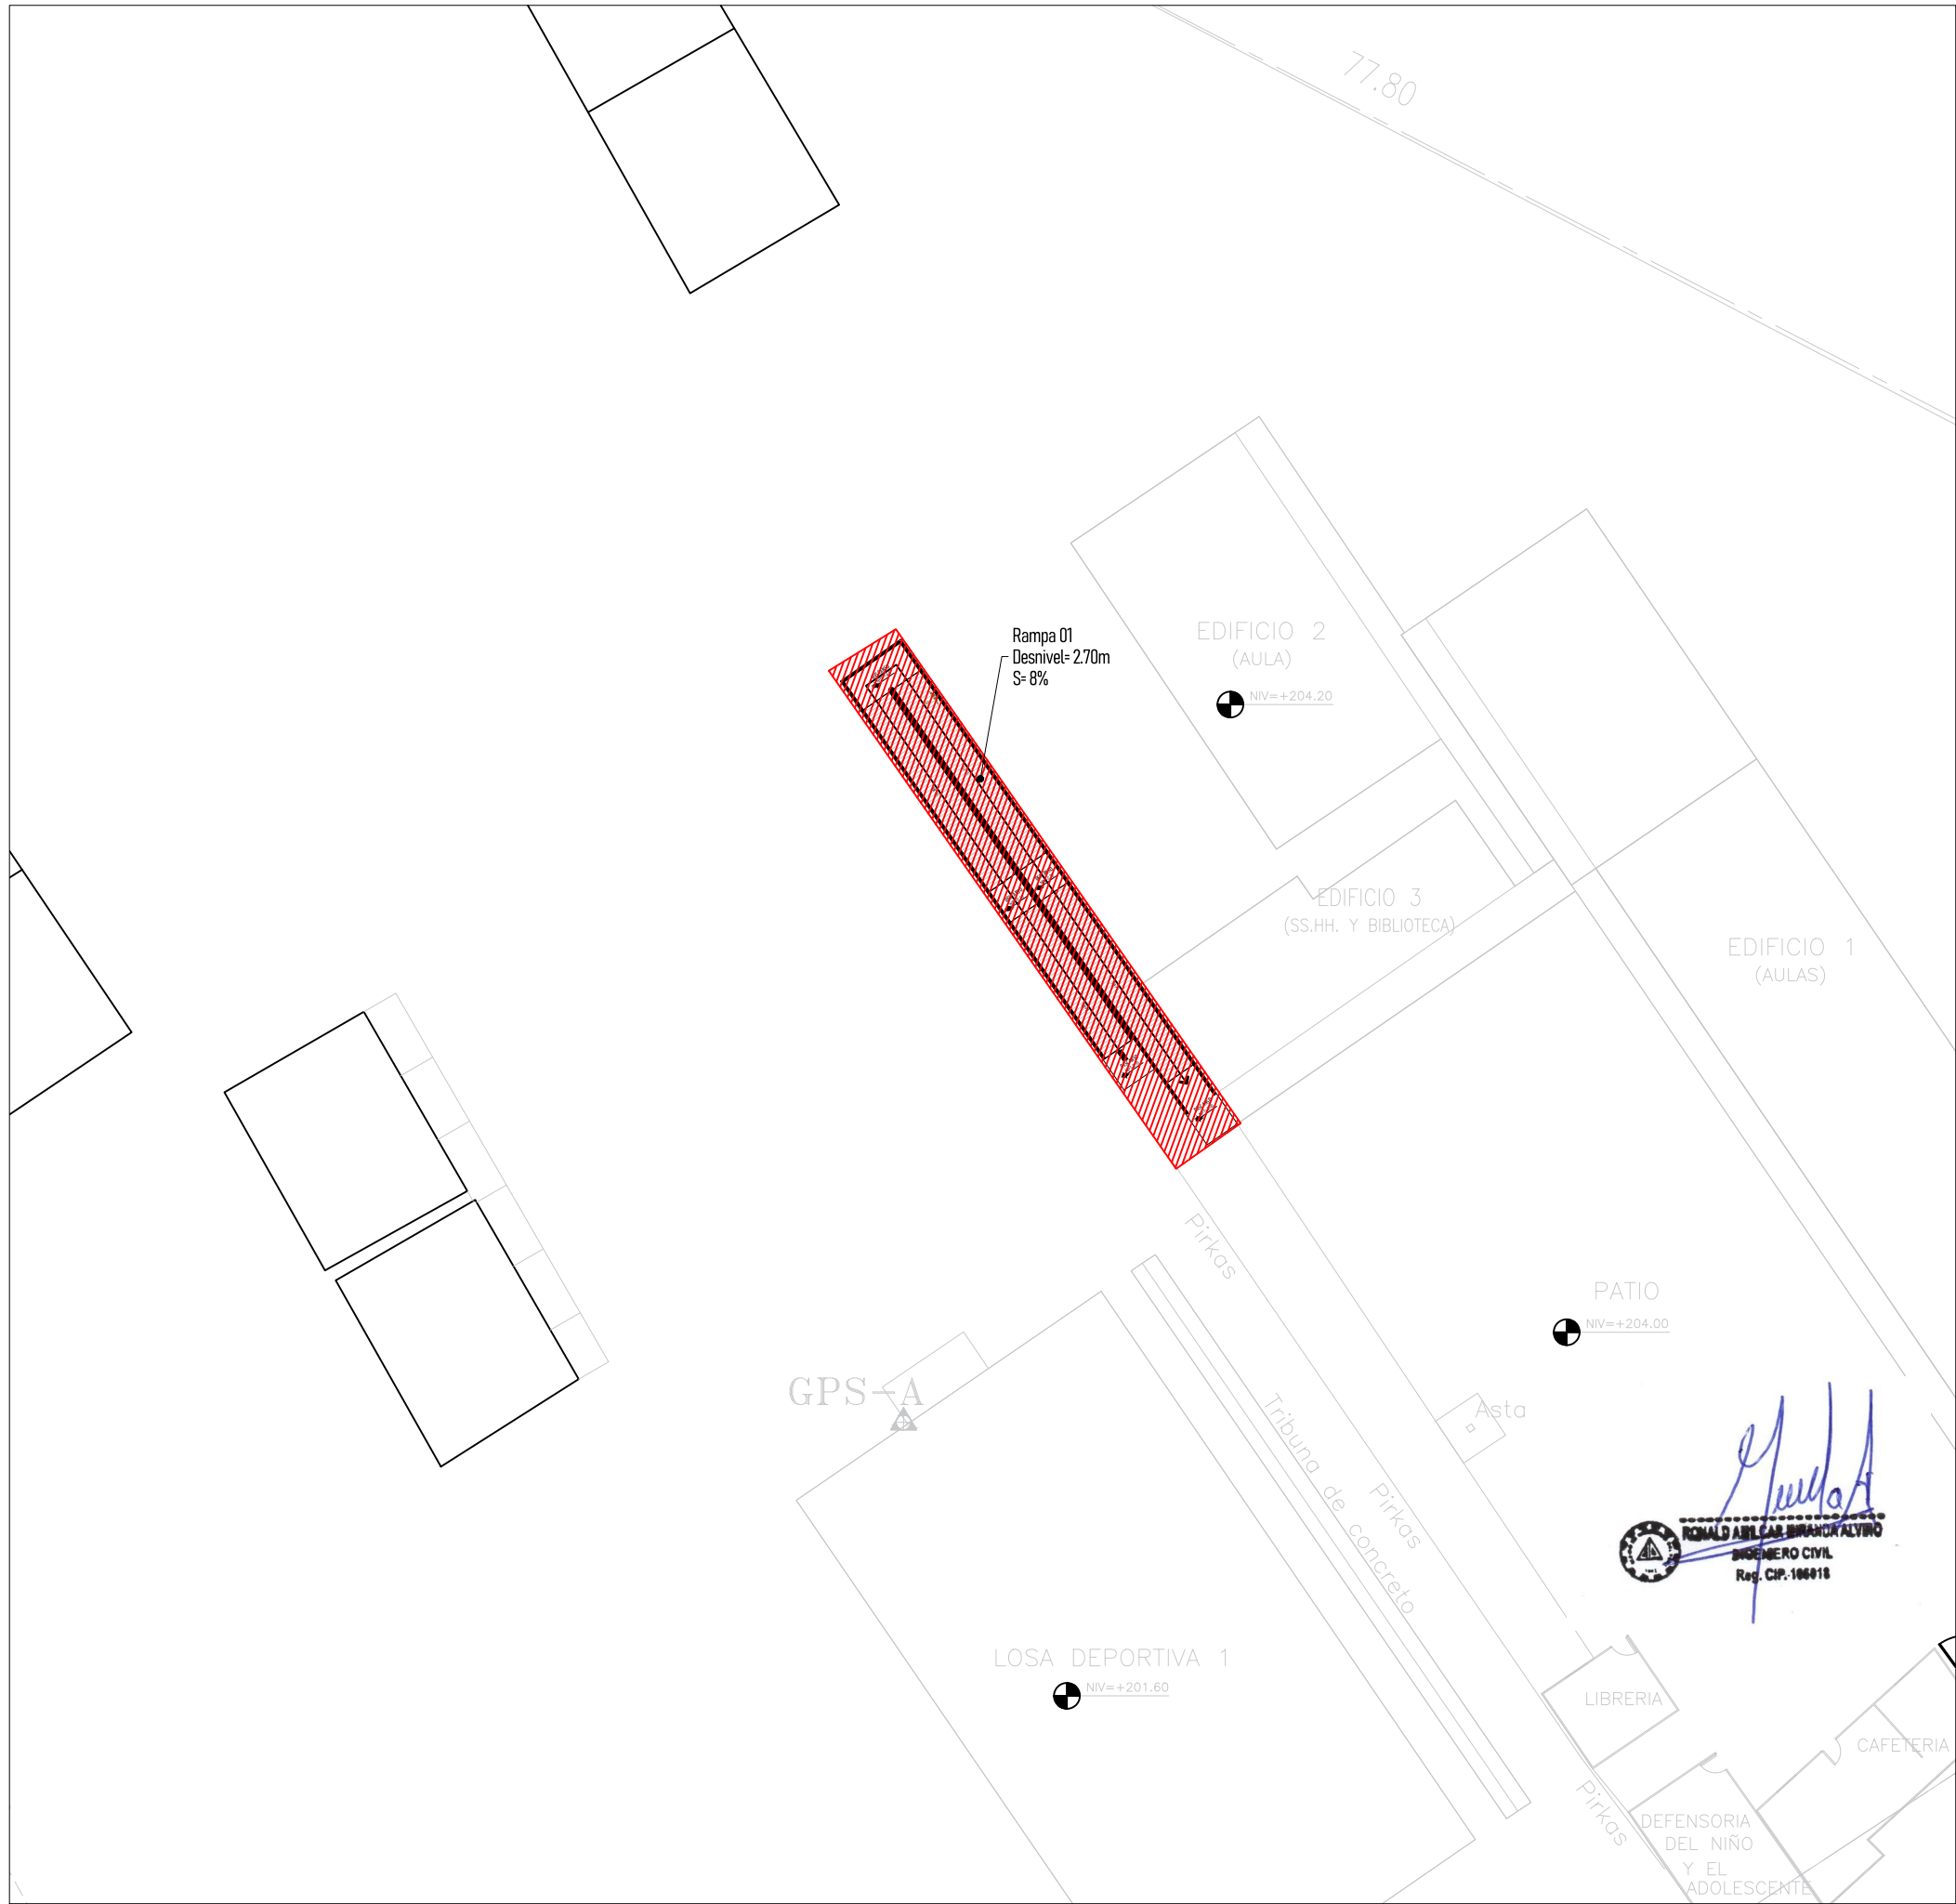 77.80
Rampa 01
Desnivel= 2.70m
S= 8%
EDIFICIO 2
(AULA)
NIV=+204.20
EDIFICIO 3
(SS.HH. Y BIBLIOTECA)
EDIFICIO 1
(AULAS)
Pirkas
PATIO
NIV=+204.00
GPS-A
Asta
Tribuna de concreto
Pirkas
INGENIERO CIVIL
LOSA DEPORTIVA 1
NIV=+201.60
LIBRERIA
CAFETERIA
Pirkas
DEFENSORIA
DEL NIÑO
Y EL
ADOLESCENTE